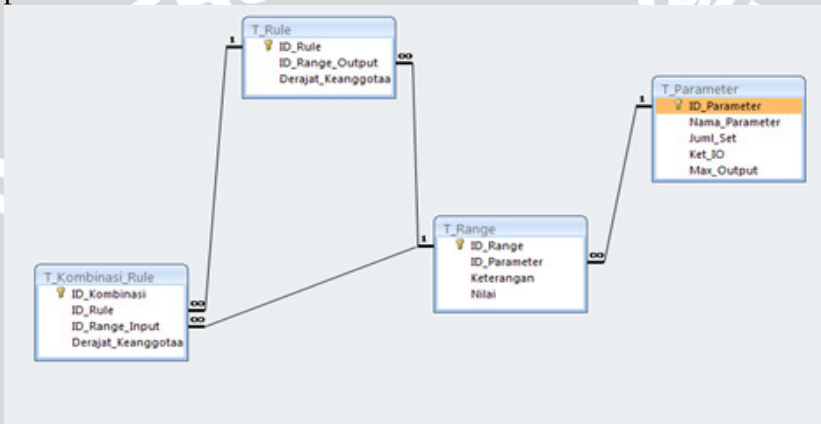 T_Rule
ID_Rule
ID_Range_Output
Derajat_Keanggotaa
1
∞
T_Parameter
ID_Parameter
Nama_Parameter
Juml_Set
Ket_IO
Max_Output
1
T_Range
ID_Range
ID_Parameter
Keterangan
Nilai
1
∞
T_Kombinasi_Rule
ID_Kombinasi
ID_Rule
ID_Range_Input
Derajat_Keanggotaa
∞
∞